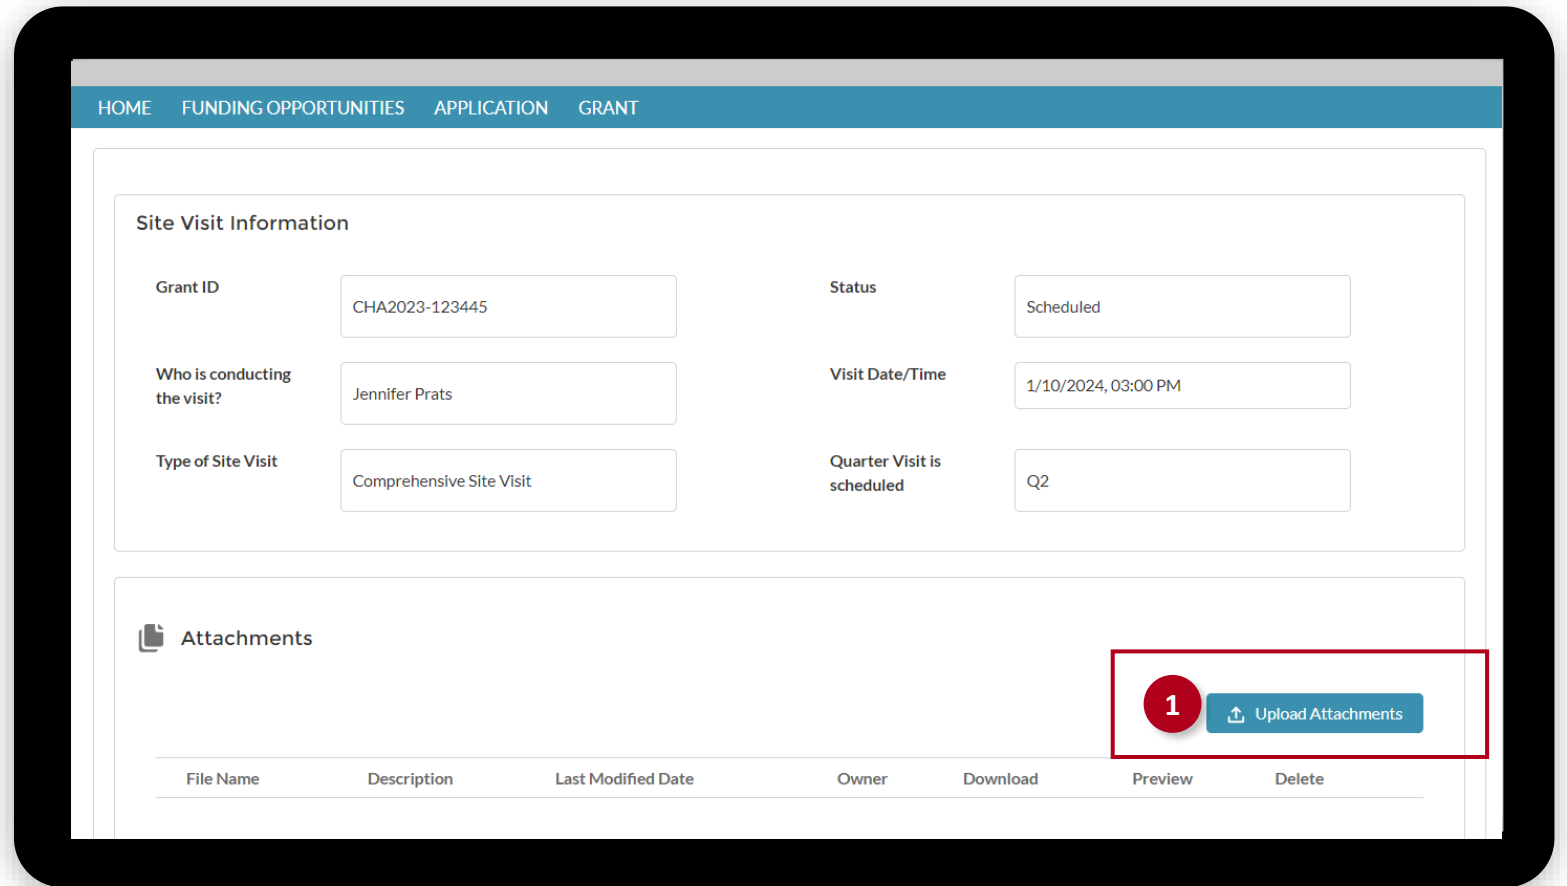 HOME FUNDING OPPORTUNITIES APPLICATION GRANT
Site Visit Information
Grant ID
CHA2023-123445
Status
Scheduled
Who is conducting
the visit?
Jennifer Prats
Visit Date/Time
1/10/2024, 03:00 PM
Type of Site Visit
Comprehensive Site Visit
Quarter Visit is
scheduled
Q2
Attachments
1
Upload Attachments
File Name Description Last Modified Date Owner Download Preview Delete